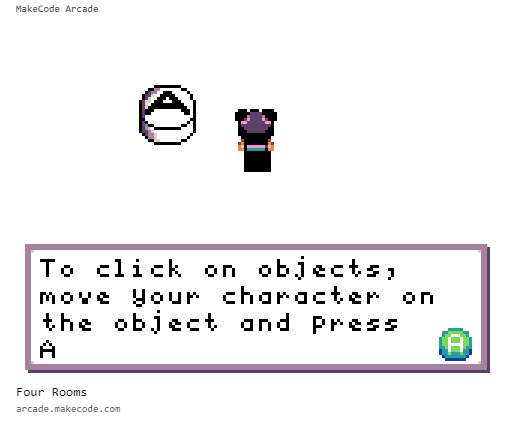 MakeCode Arcade
A
To click on objects,
move your character on
the object and press
A
A
Four Rooms
arcade.makecode.com